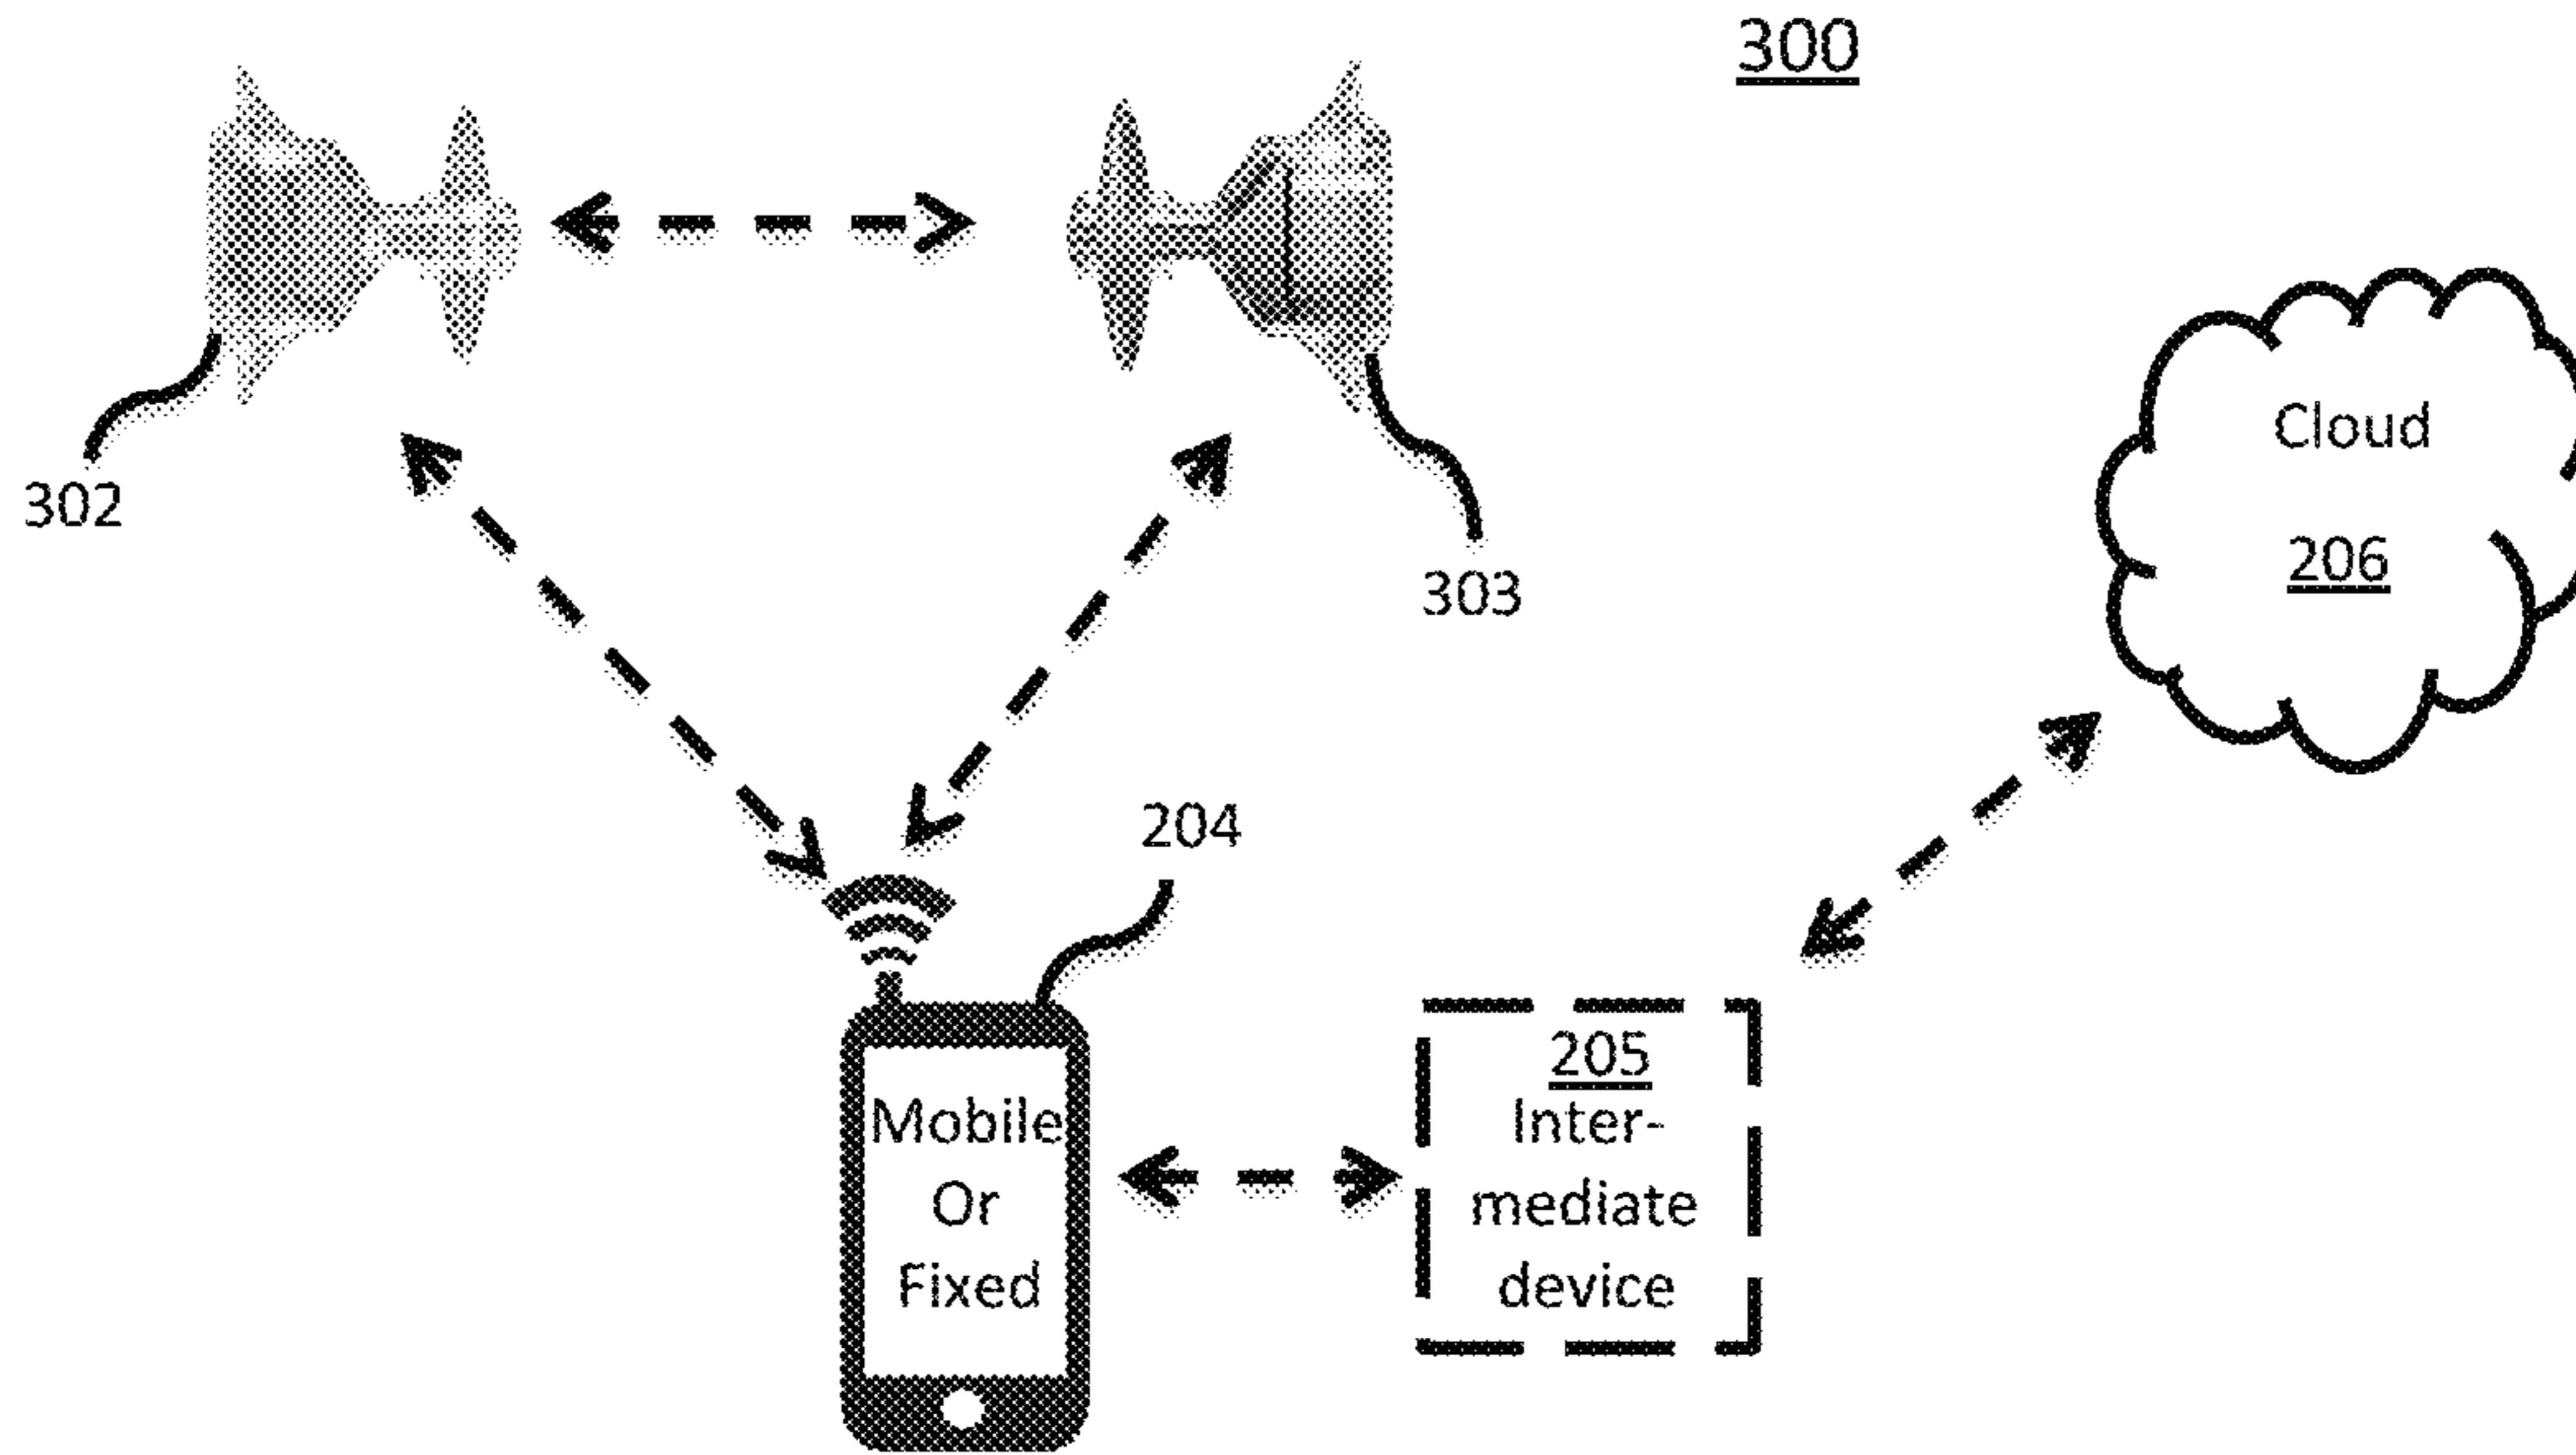 300
302
303
Cloud
206
204
Mobile
Or
Fixed
205
Inter-
mediate
device